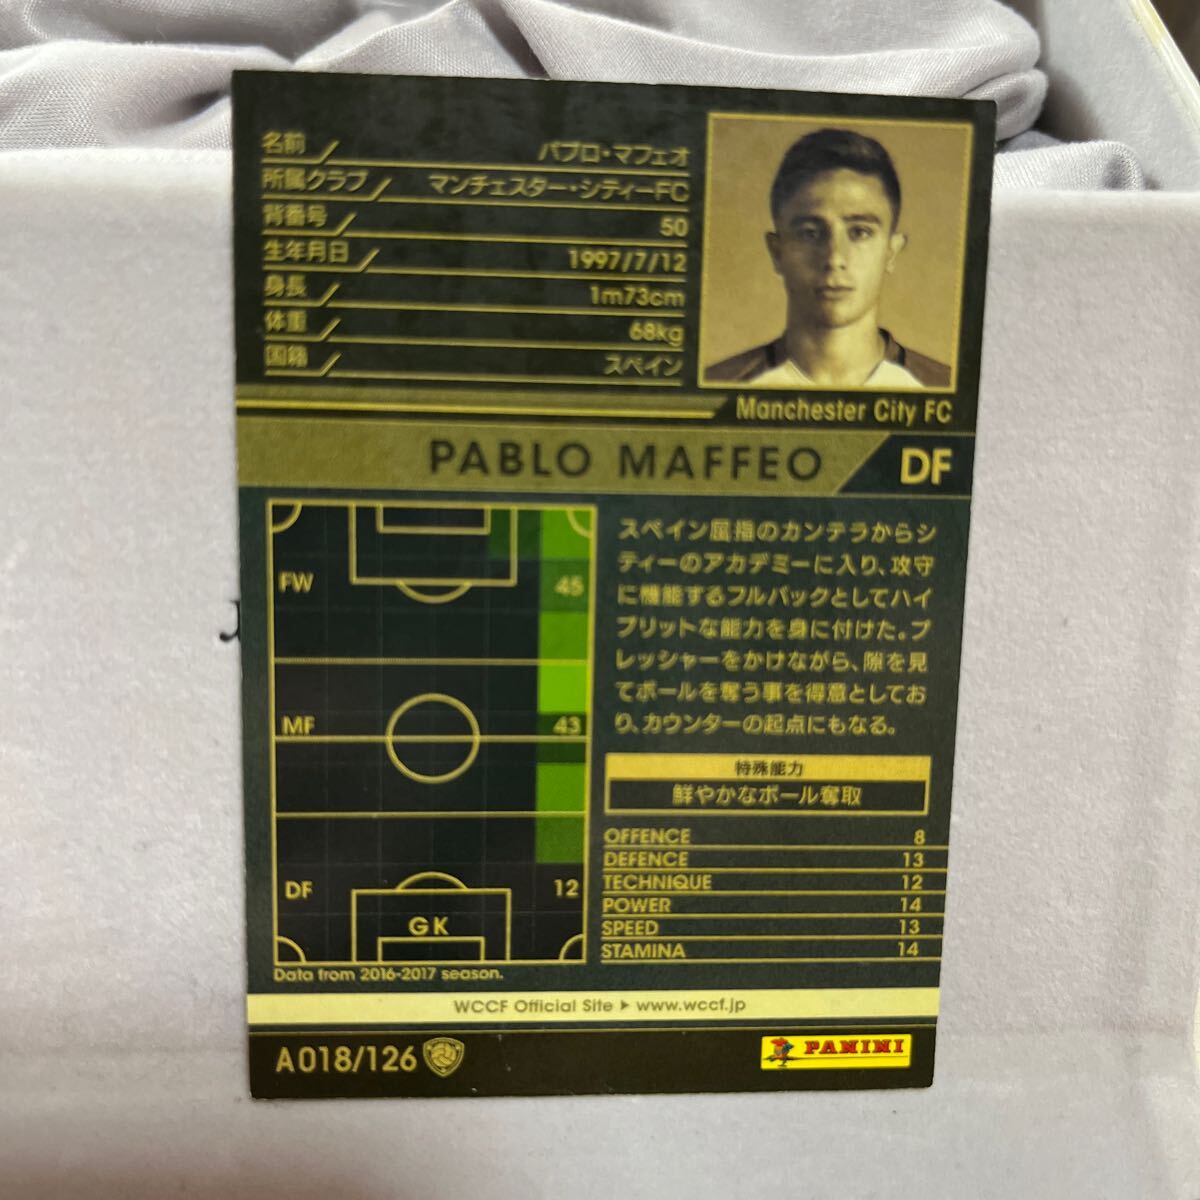 名前 パブロ・マフェオ
所属クラブ マンチェスター・シティーFC
背番号 50
生年月日 1997/7/12
身長 1m73cm
体重 68kg
国籍 スペイン
Manchester City FC
PABLO MAFFEO DF
FW 45
MF 43
DF 12
GK
Data from 2016-2017 season.
スペイン屈指のカンテラからシ
ティーのアカデミーに入り、攻守
に機能するフルバックとしてハイ
ブリットな能力を身に付けた。プ
レッシャーをかけながら、隙を見
てボールを奪う事を得意としてお
り、カウンターの起点にもなる。
特殊能力
鮮やかなボール奪取
OFFENCE 8
DEFENCE 13
TECHNIQUE 12
POWER 14
SPEED 13
STAMINA 14
WCCF Official Site ▶ www.wccf.jp
A018/126
PANINI